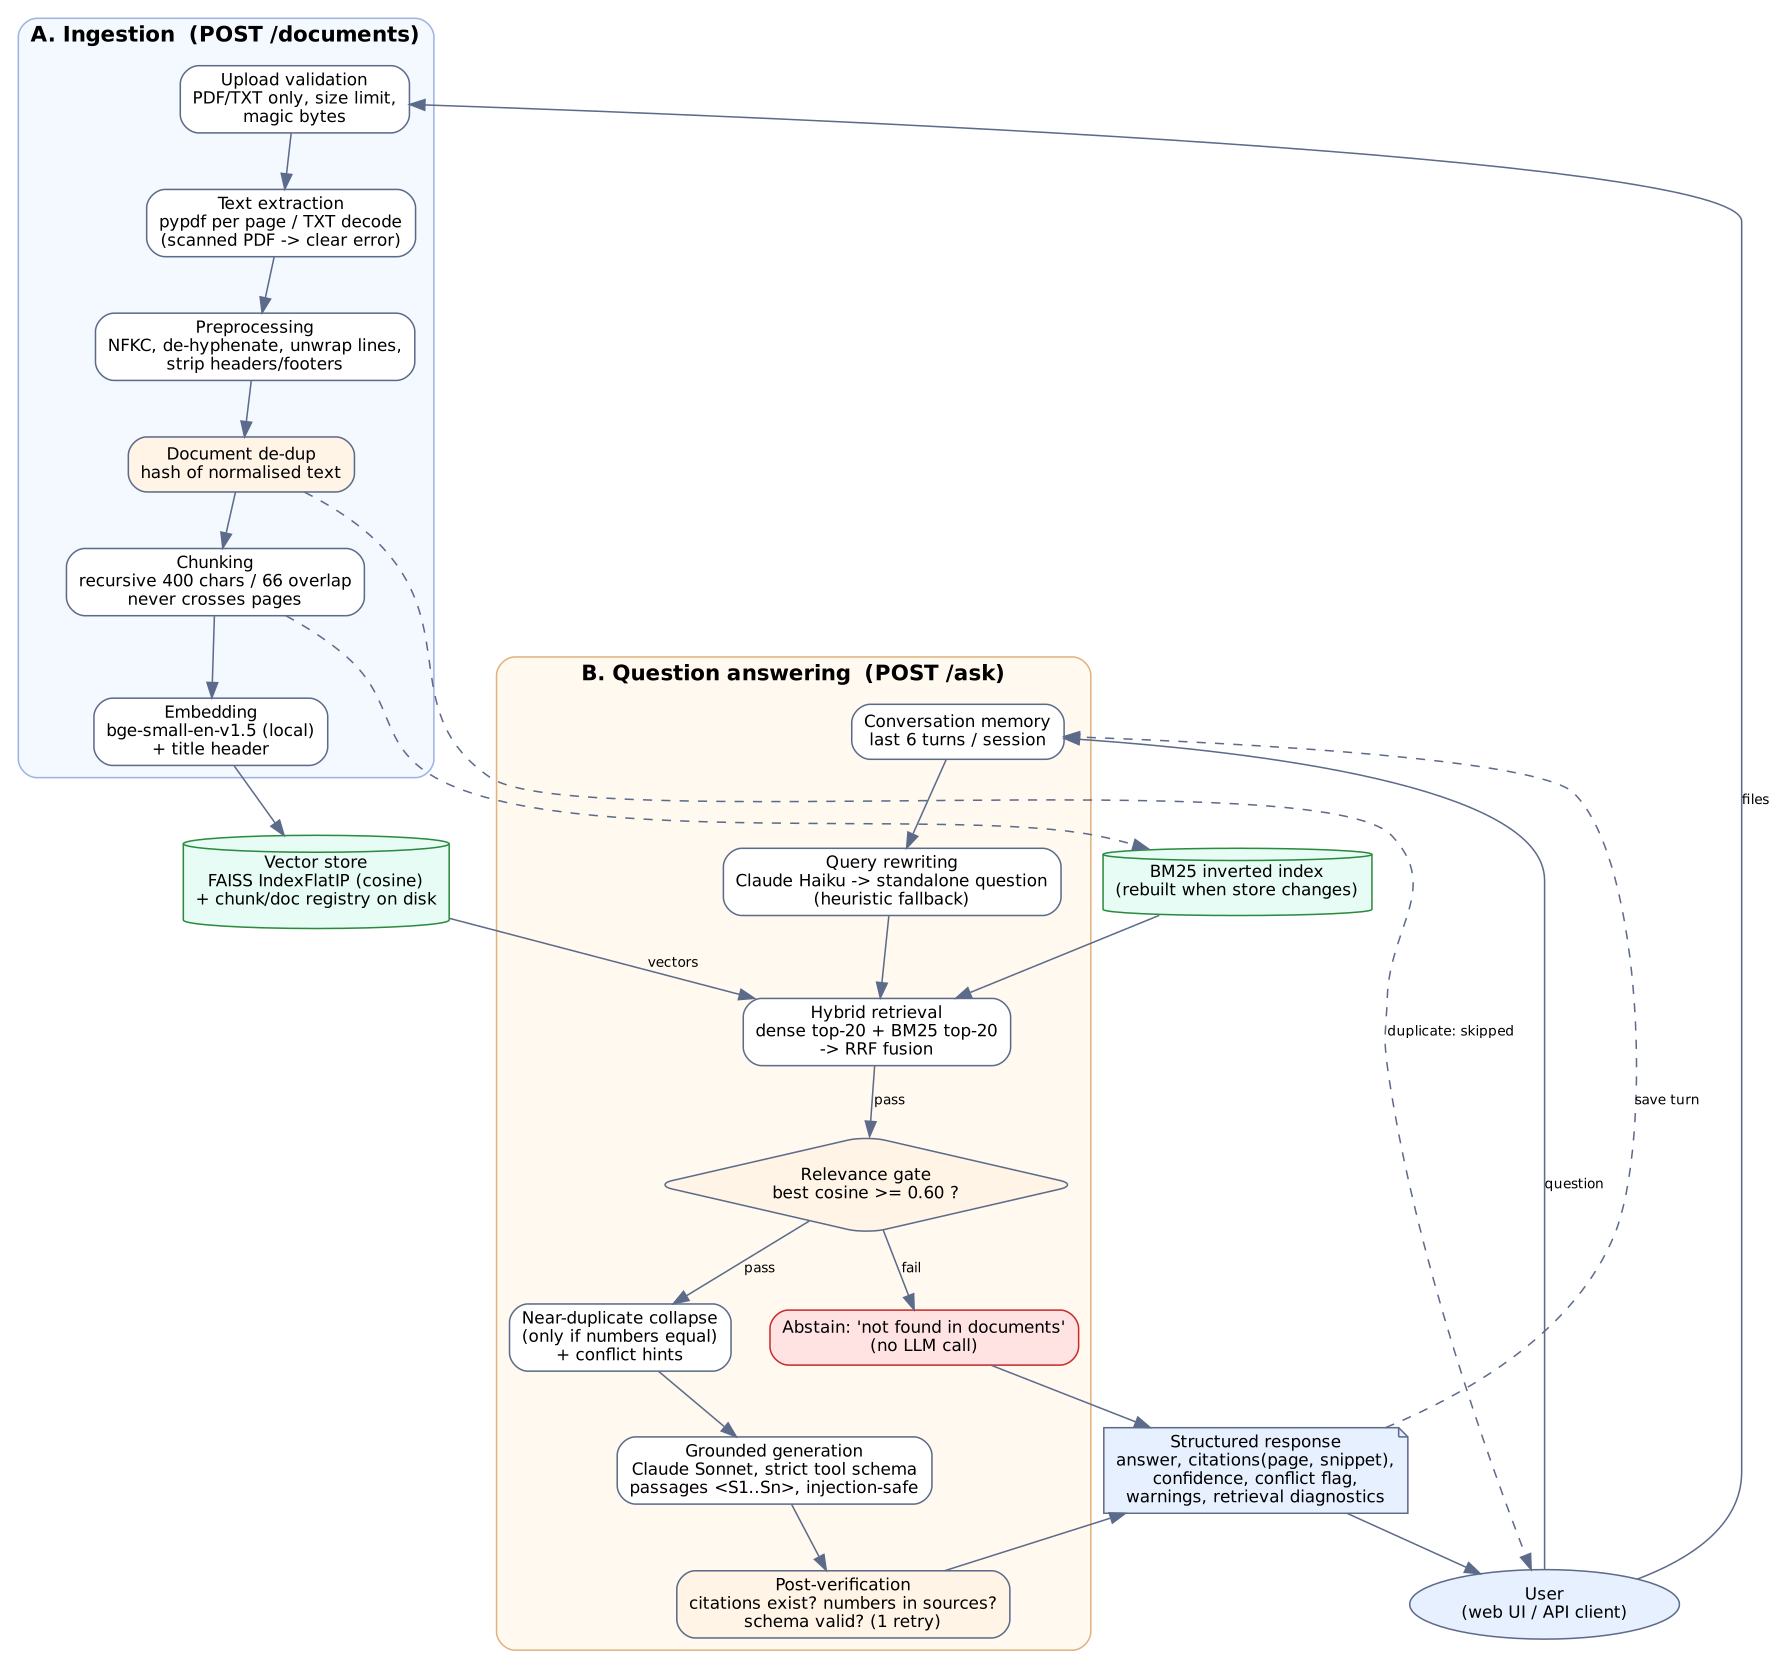 A. Ingestion  (POST /documents)
Upload validation
PDF/TXT only, size limit,
magic bytes
Text extraction
pypdf per page / TXT decode
(scanned PDF -> clear error)
Preprocessing
NFKC, de-hyphenate, unwrap lines,
strip headers/footers
Document de-dup
hash of normalised text
Chunking
recursive 400 chars / 66 overlap
never crosses pages
Embedding
bge-small-en-v1.5 (local)
+ title header
Vector store
FAISS IndexFlatIP (cosine)
+ chunk/doc registry on disk
B. Question answering  (POST /ask)
Conversation memory
last 6 turns / session
Query rewriting
Claude Haiku -> standalone question
(heuristic fallback)
BM25 inverted index
(rebuilt when store changes)
vectors
Hybrid retrieval
dense top-20 + BM25 top-20
-> RRF fusion
pass
Relevance gate
best cosine >= 0.60 ?
pass
fail
Near-duplicate collapse
(only if numbers equal)
+ conflict hints
Abstain: 'not found in documents'
(no LLM call)
Grounded generation
Claude Sonnet, strict tool schema
passages <S1..Sn>, injection-safe
Post-verification
citations exist? numbers in sources?
schema valid? (1 retry)
Structured response
answer, citations(page, snippet),
confidence, conflict flag,
warnings, retrieval diagnostics
User
(web UI / API client)
files
duplicate: skipped
save turn
question